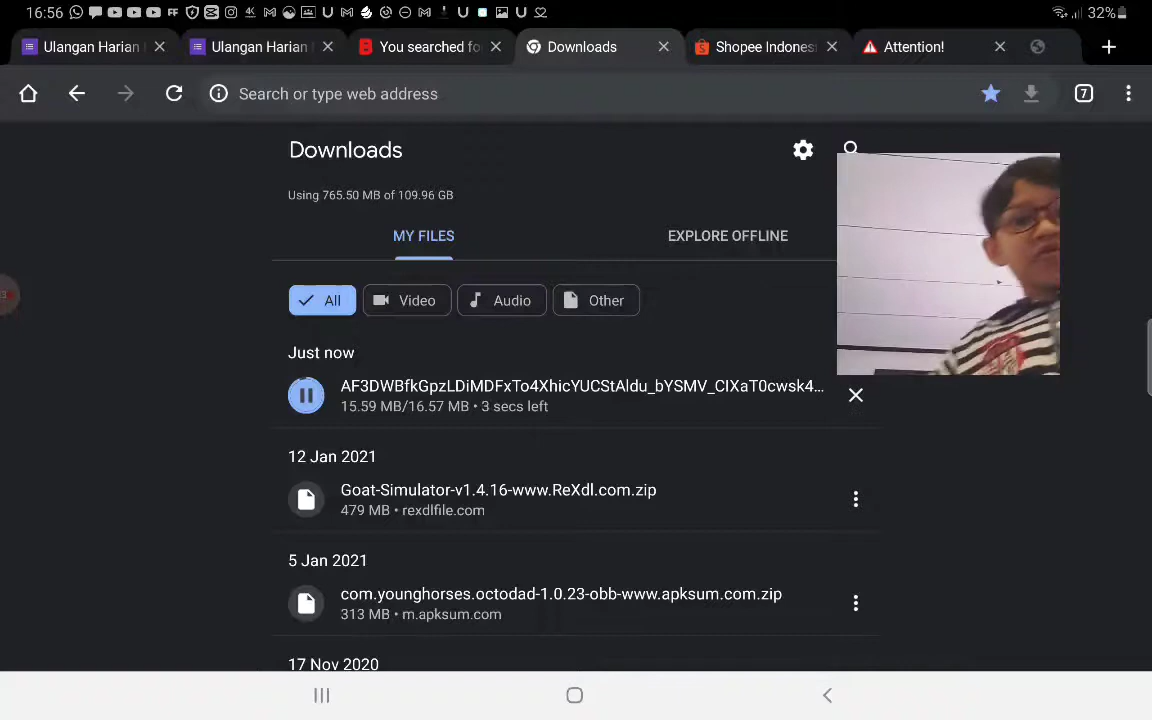 16:56
32%
Ulangan Harian
Ulangan Harian
You searched fo
Downloads
Shopee Indones
Attention!
Search or type web address
7
Downloads
Using 765.50 MB of 109.96 GB
MY FILES
EXPLORE OFFLINE
All
Video
Audio
Other
Just now
AF3DWBfkGpzLDiMDFxTo4XhicYUCStAldu_bYSMV_CIXaT0cwsk4...
15.59 MB/16.57 MB • 3 secs left
12 Jan 2021
Goat-Simulator-v1.4.16-www.ReXdl.com.zip
479 MB • rexdlfile.com
5 Jan 2021
com.younghorses.octodad-1.0.23-obb-www.apksum.com.zip
313 MB • m.apksum.com
17 Nov 2020